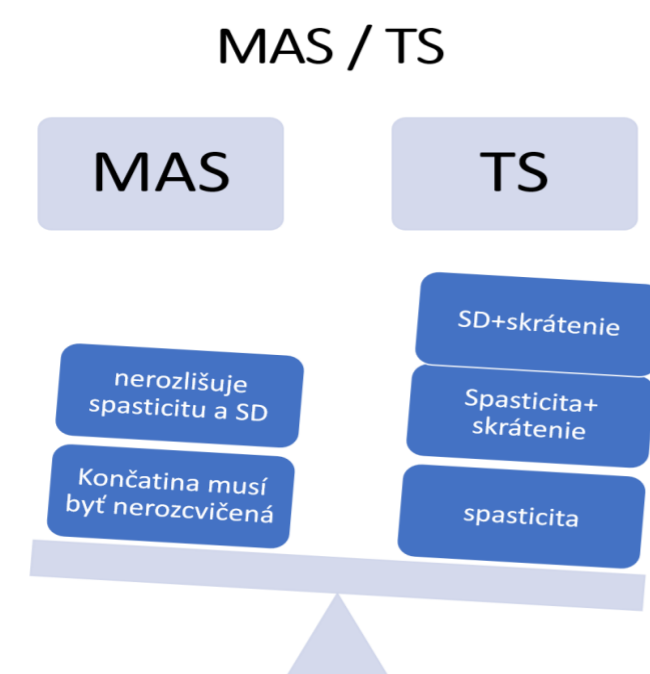 MAS / TS
MAS
TS
nerozlišuje
spasticitu a SD
Končatina musí
byť nerozcvičená
SD+skrátenie
Spasticita+
skrátenie
spasticita